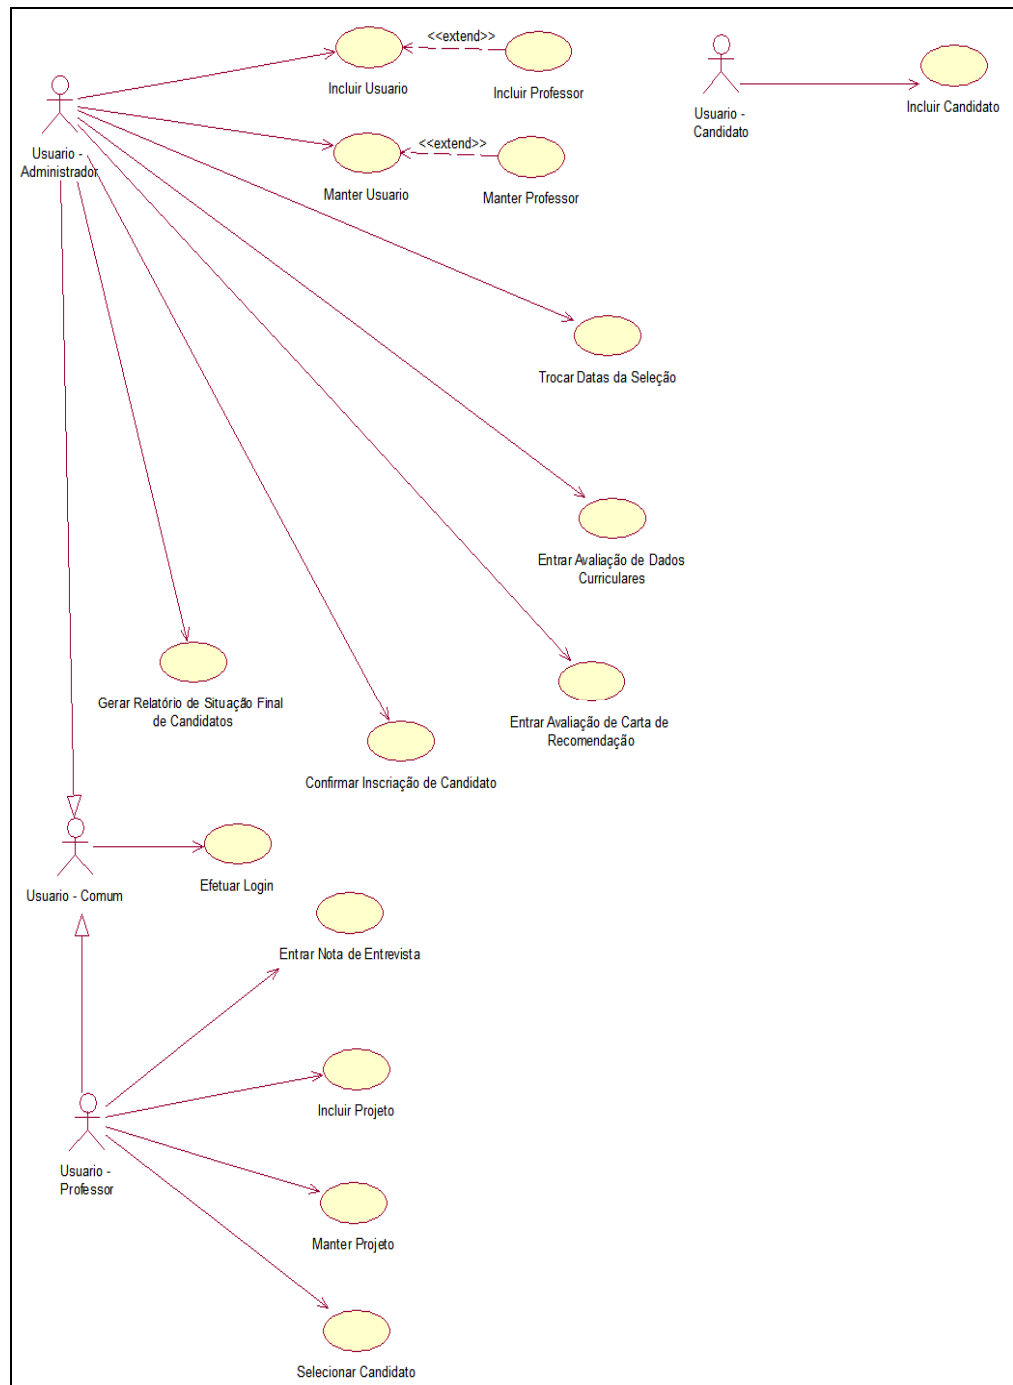 <<extend>>
Incluir Usuario
Incluir Professor
Usuario -
Candidato
Incluir Candidato
Usuario -
Administrador
<<extend>>
Manter Usuario
Manter Professor
Trocar Datas da Seleção
Entrar Avaliação de Dados
Curriculares
Gerar Relatório de Situação Final
de Candidatos
Entrar Avaliação de Carta de
Recomendação
Confirmar Inscriação de Candidato
Usuario - Comum
Efetuar Login
Entrar Nota de Entrevista
Incluir Projeto
Usuario -
Professor
Manter Projeto
Selecionar Candidato